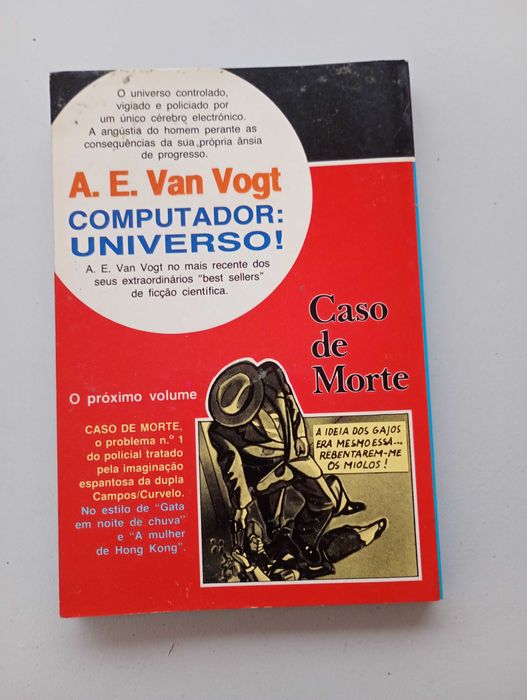 O universo controlado,
vigiado e policiado por
um único cérebro electrónico.
A angústia do homem perante as
consequências da sua própria ânsia
de progresso.
A. E. Van Vogt
COMPUTADOR:
UNIVERSO!
A. E. Van Vogt no mais recente dos
seus extraordinários "best sellers"
de ficção científica.
Caso
de
Morte
O próximo volume
CASO DE MORTE,
o problema n.º 1
do policial tratado
pela imaginação
espantosa da dupla
Campos/Curvelo.
No estilo de "Gata
em noite de chuva"
e "A mulher
de Hong Kong".
A IDEIA DOS GAJOS
ERA MESMO ESSA...
REBENTAREM-ME
OS MIOLOS!